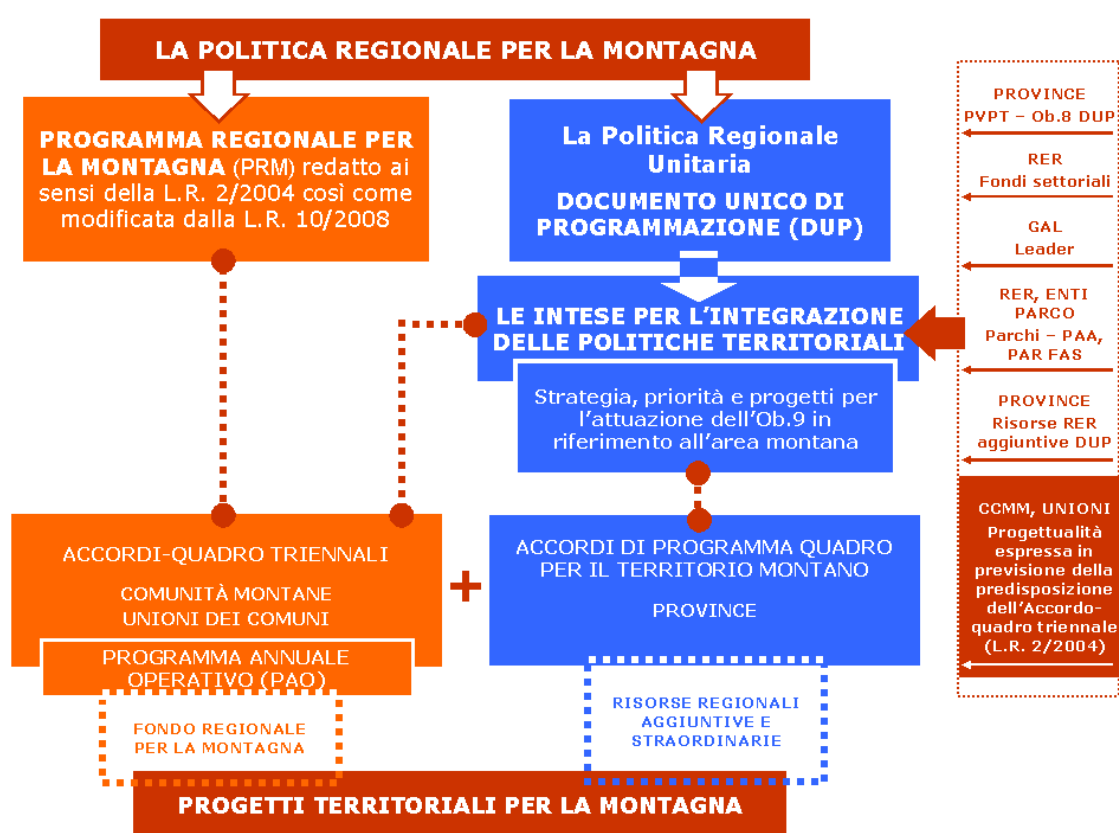 LA POLITICA REGIONALE PER LA MONTAGNA
PROGRAMMA REGIONALE PER
LA MONTAGNA (PRM) redatto ai
sensi della L.R. 2/2004 così come
modificata dalla L.R. 10/2008
La Politica Regionale
Unitaria
DOCUMENTO UNICO DI
PROGRAMMAZIONE (DUP)
LE INTESE PER L'INTEGRAZIONE
DELLE POLITICHE TERRITORIALI
Strategia, priorità e progetti per
l'attuazione dell'Ob.9 in
riferimento all'area montana
PROVINCE
PVPT – Ob.8 DUP
RER
Fondi settoriali
GAL
Leader
RER, ENTI
PARCO
Parchi – PAA,
PAR FAS
PROVINCE
Risorse RER
aggiuntive DUP
CCMM, UNIONI
Progettualità
espressa in
previsione della
predisposizione
dell'Accordo-
quadro triennale
(L.R. 2/2004)
ACCORDI-QUADRO TRIENNALI
COMUNITÀ MONTANE
UNIONI DEI COMUNI
PROGRAMMA ANNUALE
OPERATIVO (PAO)
FONDO REGIONALE
PER LA MONTAGNA
+
ACCORDI DI PROGRAMMA QUADRO
PER IL TERRITORIO MONTANO
PROVINCE
RISORSE REGIONALI
AGGIUNTIVE E
STRAORDINARIE
PROGETTI TERRITORIALI PER LA MONTAGNA